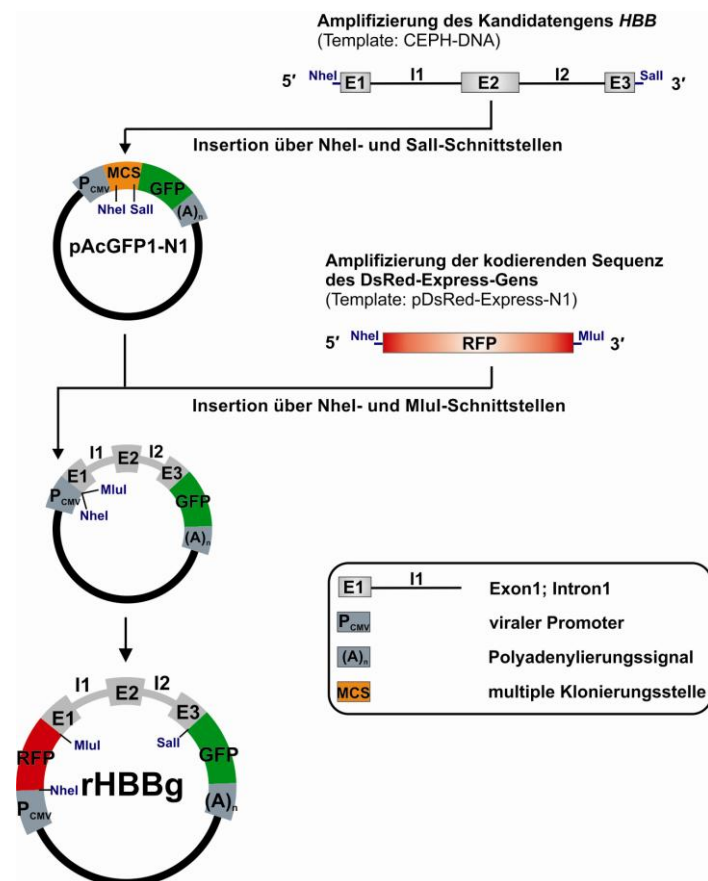 Amplifizierung des Kandidatengens HBB
(Template: CEPH-DNA)
5′ NheI E1 I1 E2 I2 E3 SalI 3′
Insertion über NheI- und SalI-Schnittstellen
PCMV MCS GFP (A)n
NheI SalI
pAcGFP1-N1
Amplifizierung der kodierenden Sequenz
des DsRed-Express-Gens
(Template: pDsRed-Express-N1)
5′ NheI RFP MluI 3′
Insertion über NheI- und MluI-Schnittstellen
PCMV E1 I1 E2 I2 E3 GFP (A)n
MluI
NheI
E1 I1 Exon1; Intron1
PCMV viraler Promoter
(A)n Polyadenylierungssignal
MCS multiple Klonierungsstelle
PCMV RFP E1 I1 E2 I2 E3 GFP (A)n
MluI
SalI
NheI
rHBBg